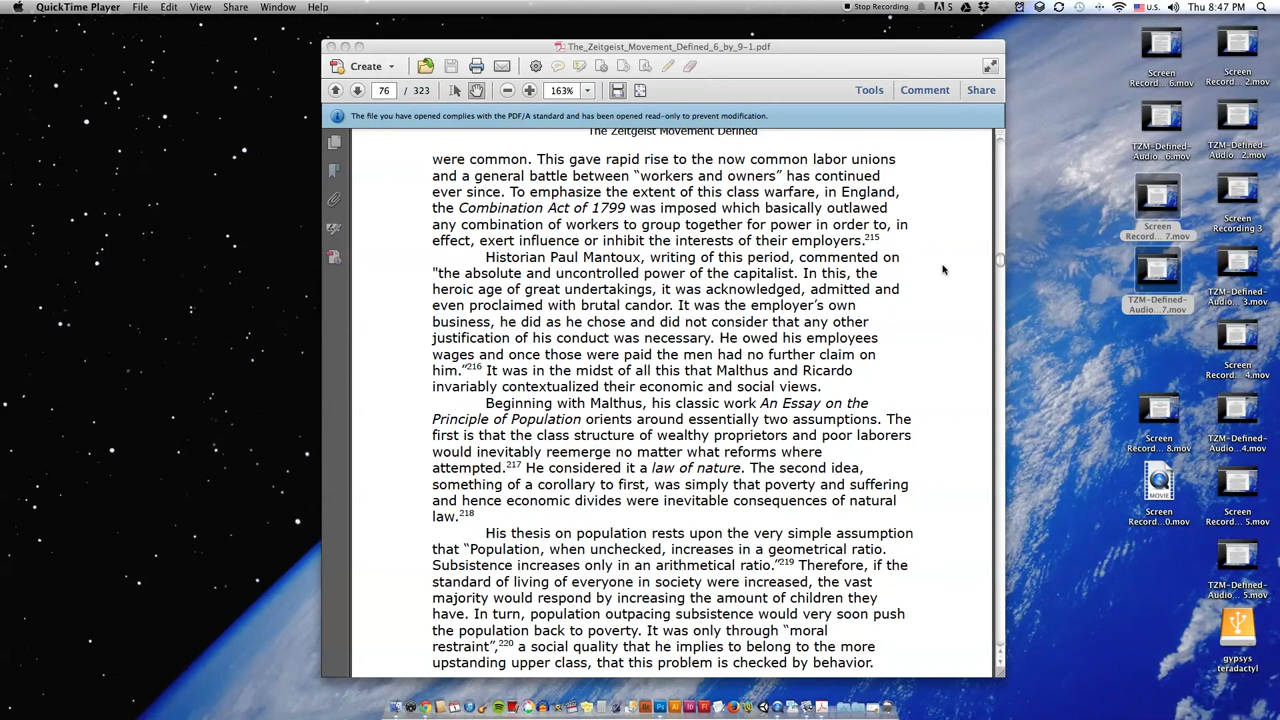 QuickTime Player File Edit View Share Window Help
Stop Recording 5 U.S. Thu 8:47 PM
The_Zeitgeist_Movement_Defined_6_by_9-1.pdf
Create
76 / 323 163% Tools Comment Share
The file you have opened complies with the PDF/A standard and has been opened read-only to prevent modification.
The Zeitgeist Movement Defined
were common. This gave rapid rise to the now common labor unions
and a general battle between “workers and owners” has continued
ever since. To emphasize the extent of this class warfare, in England,
the Combination Act of 1799 was imposed which basically outlawed
any combination of workers to group together for power in order to, in
effect, exert influence or inhibit the interests of their employers.215
Historian Paul Mantoux, writing of this period, commented on
"the absolute and uncontrolled power of the capitalist. In this, the
heroic age of great undertakings, it was acknowledged, admitted and
even proclaimed with brutal candor. It was the employer’s own
business, he did as he chose and did not consider that any other
justification of his conduct was necessary. He owed his employees
wages and once those were paid the men had no further claim on
him.”216 It was in the midst of all this that Malthus and Ricardo
invariably contextualized their economic and social views.
Beginning with Malthus, his classic work An Essay on the
Principle of Population orients around essentially two assumptions. The
first is that the class structure of wealthy proprietors and poor laborers
would inevitably reemerge no matter what reforms where
attempted.217 He considered it a law of nature. The second idea,
something of a corollary to first, was simply that poverty and suffering
and hence economic divides were inevitable consequences of natural
law.218
His thesis on population rests upon the very simple assumption
that “Population, when unchecked, increases in a geometrical ratio.
Subsistence increases only in an arithmetical ratio.”219 Therefore, if the
standard of living of everyone in society were increased, the vast
majority would respond by increasing the amount of children they
have. In turn, population outpacing subsistence would very soon push
the population back to poverty. It was only through “moral
restraint”,220 a social quality that he implies to belong to the more
upstanding upper class, that this problem is checked by behavior.
Screen
Record... 6.mov
Screen
Record... 2.mov
TZM-Defined-
Audio... 6.mov
TZM-Defined-
Audio... 2.mov
Screen
Record... 7.mov
Screen
Recording 3
TZM-Defined-
Audio... 7.mov
TZM-Defined-
Audio... 3.mov
Screen
Record... 4.mov
Screen
Record... 8.mov
TZM-Defined-
Audio... 4.mov
MOVIE
Screen
Record...0.mov
Screen
Record... 5.mov
TZM-Defined-
Audio... 5.mov
gypsys
teradactyl